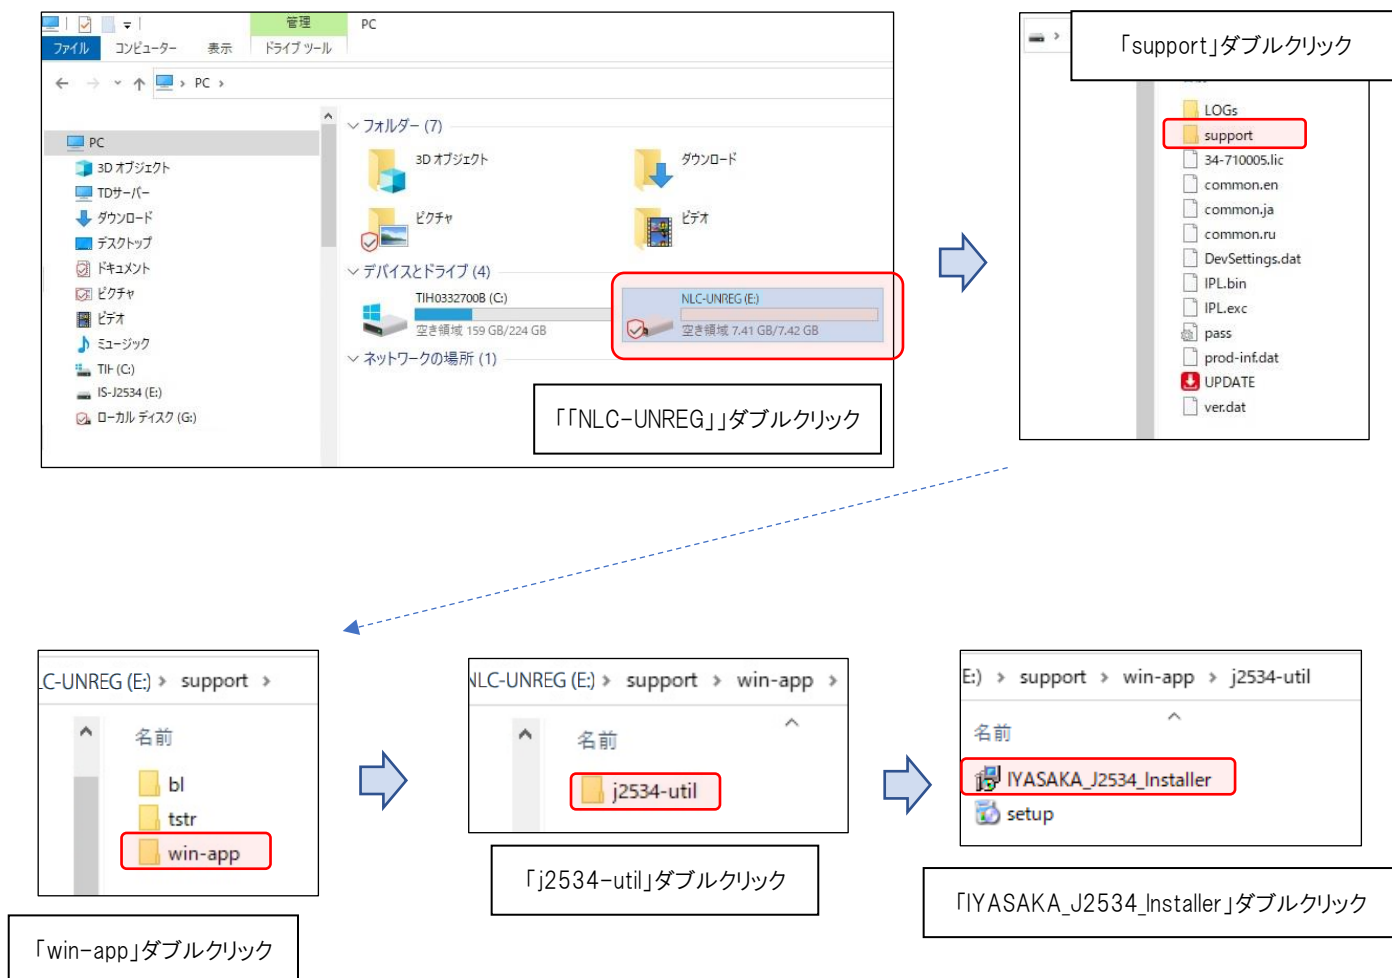 管理
PC
ファイル
コンピューター
表示
ドライブ ツール
PC
PC
3D オブジェクト
TDサーバー
ダウンロード
デスクトップ
ドキュメント
ピクチャ
ビデオ
ミュージック
TIH (C:)
IS-J2534 (E:)
ローカル ディスク (G:)
フォルダー (7)
3D オブジェクト
ダウンロード
ピクチャ
ビデオ
デバイスとドライブ (4)
TIH0332700B (C:)
空き領域 159 GB/224 GB
NLC-UNREG (E:)
空き領域 7.41 GB/7.42 GB
ネットワークの場所 (1)
「「NLC-UNREG」」ダブルクリック
「support」ダブルクリック
LOGs
support
34-710005.lic
common.en
common.ja
common.ru
DevSettings.dat
IPL.bin
IPL.exc
pass
prod-inf.dat
UPDATE
ver.dat
LC-UNREG (E:) > support >
名前
bl
tstr
win-app
「win-app」ダブルクリック
NLC-UNREG (E:) > support > win-app >
名前
j2534-util
「j2534-util」ダブルクリック
E:) > support > win-app > j2534-util
名前
IYASAKA_J2534_Installer
setup
「IYASAKA_J2534_Installer」ダブルクリック